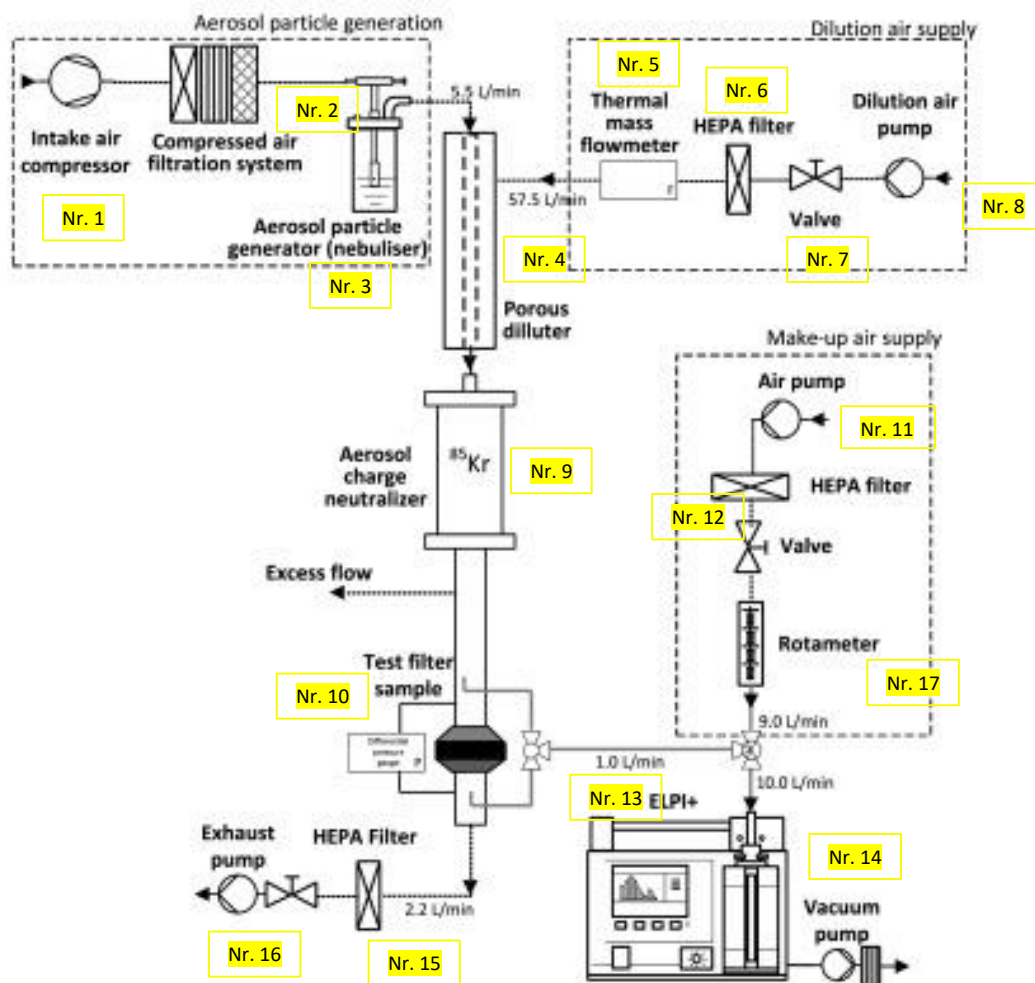 Aerosol particle generation
Intake air
compressor
Nr. 1
Compressed air
filtration system
Nr. 2
Aerosol particle
generator (nebuliser)
Nr. 3
5.5 L/min
Dilution air supply
Nr. 5
Thermal
mass
flowmeter
F
Nr. 6
HEPA filter
Dilution air
pump
Valve
Nr. 7
Nr. 8
57.5 L/min
Nr. 4
Porous
dilluter
Make-up air supply
Air pump
Nr. 11
HEPA filter
Nr. 12
Valve
Rotameter
Nr. 17
9.0 L/min
Aerosol
charge
neutralizer
85Kr
Nr. 9
Excess flow
Test filter
sample
Nr. 10
Differential
pressure
gauge
P
1.0 L/min
10.0 L/min
Nr. 13
ELPI+
Nr. 14
Vacuum
pump
Exhaust
pump
HEPA Filter
2.2 L/min
Nr. 16
Nr. 15